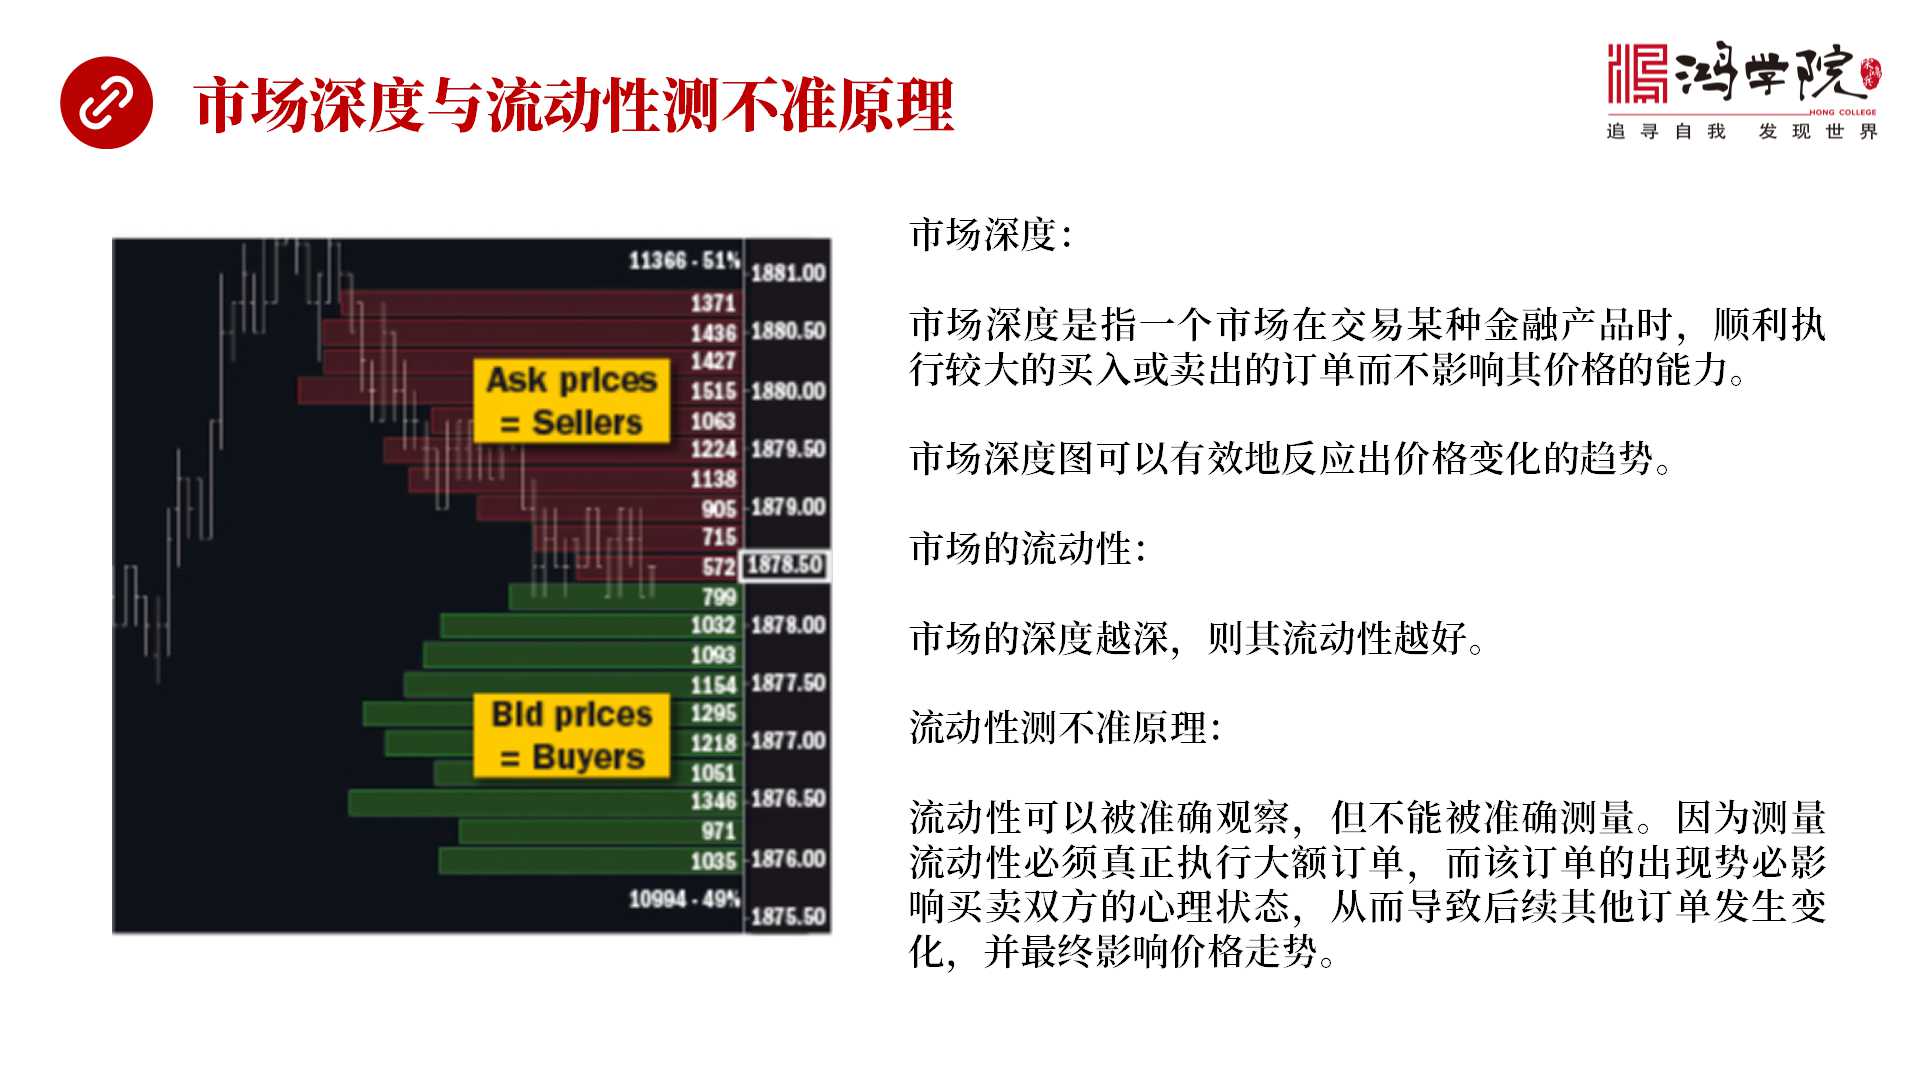 市场深度与流动性测不准原理
鸿学院
HONG COLLEGE
追寻自我 发现世界
11366 - 51%
1881.00
1371
1436
1880.50
1427
1515
1880.00
1063
1224
1879.50
1138
905
1879.00
715
572
1878.50
799
1032
1878.00
1093
1154
1877.50
1295
1218
1877.00
1051
1346
1876.50
971
1035
1876.00
10994 - 49%
1875.50
Ask prices
= Sellers
Bid prices
= Buyers
市场深度：
市场深度是指一个市场在交易某种金融产品时，顺利执
行较大的买入或卖出的订单而不影响其价格的能力。
市场深度图可以有效地反应出价格变化的趋势。
市场的流动性：
市场的深度越深，则其流动性越好。
流动性测不准原理：
流动性可以被准确观察，但不能被准确测量。因为测量
流动性必须真正执行大额订单，而该订单的出现势必影
响买卖双方的心理状态，从而导致后续其他订单发生变
化，并最终影响价格走势。